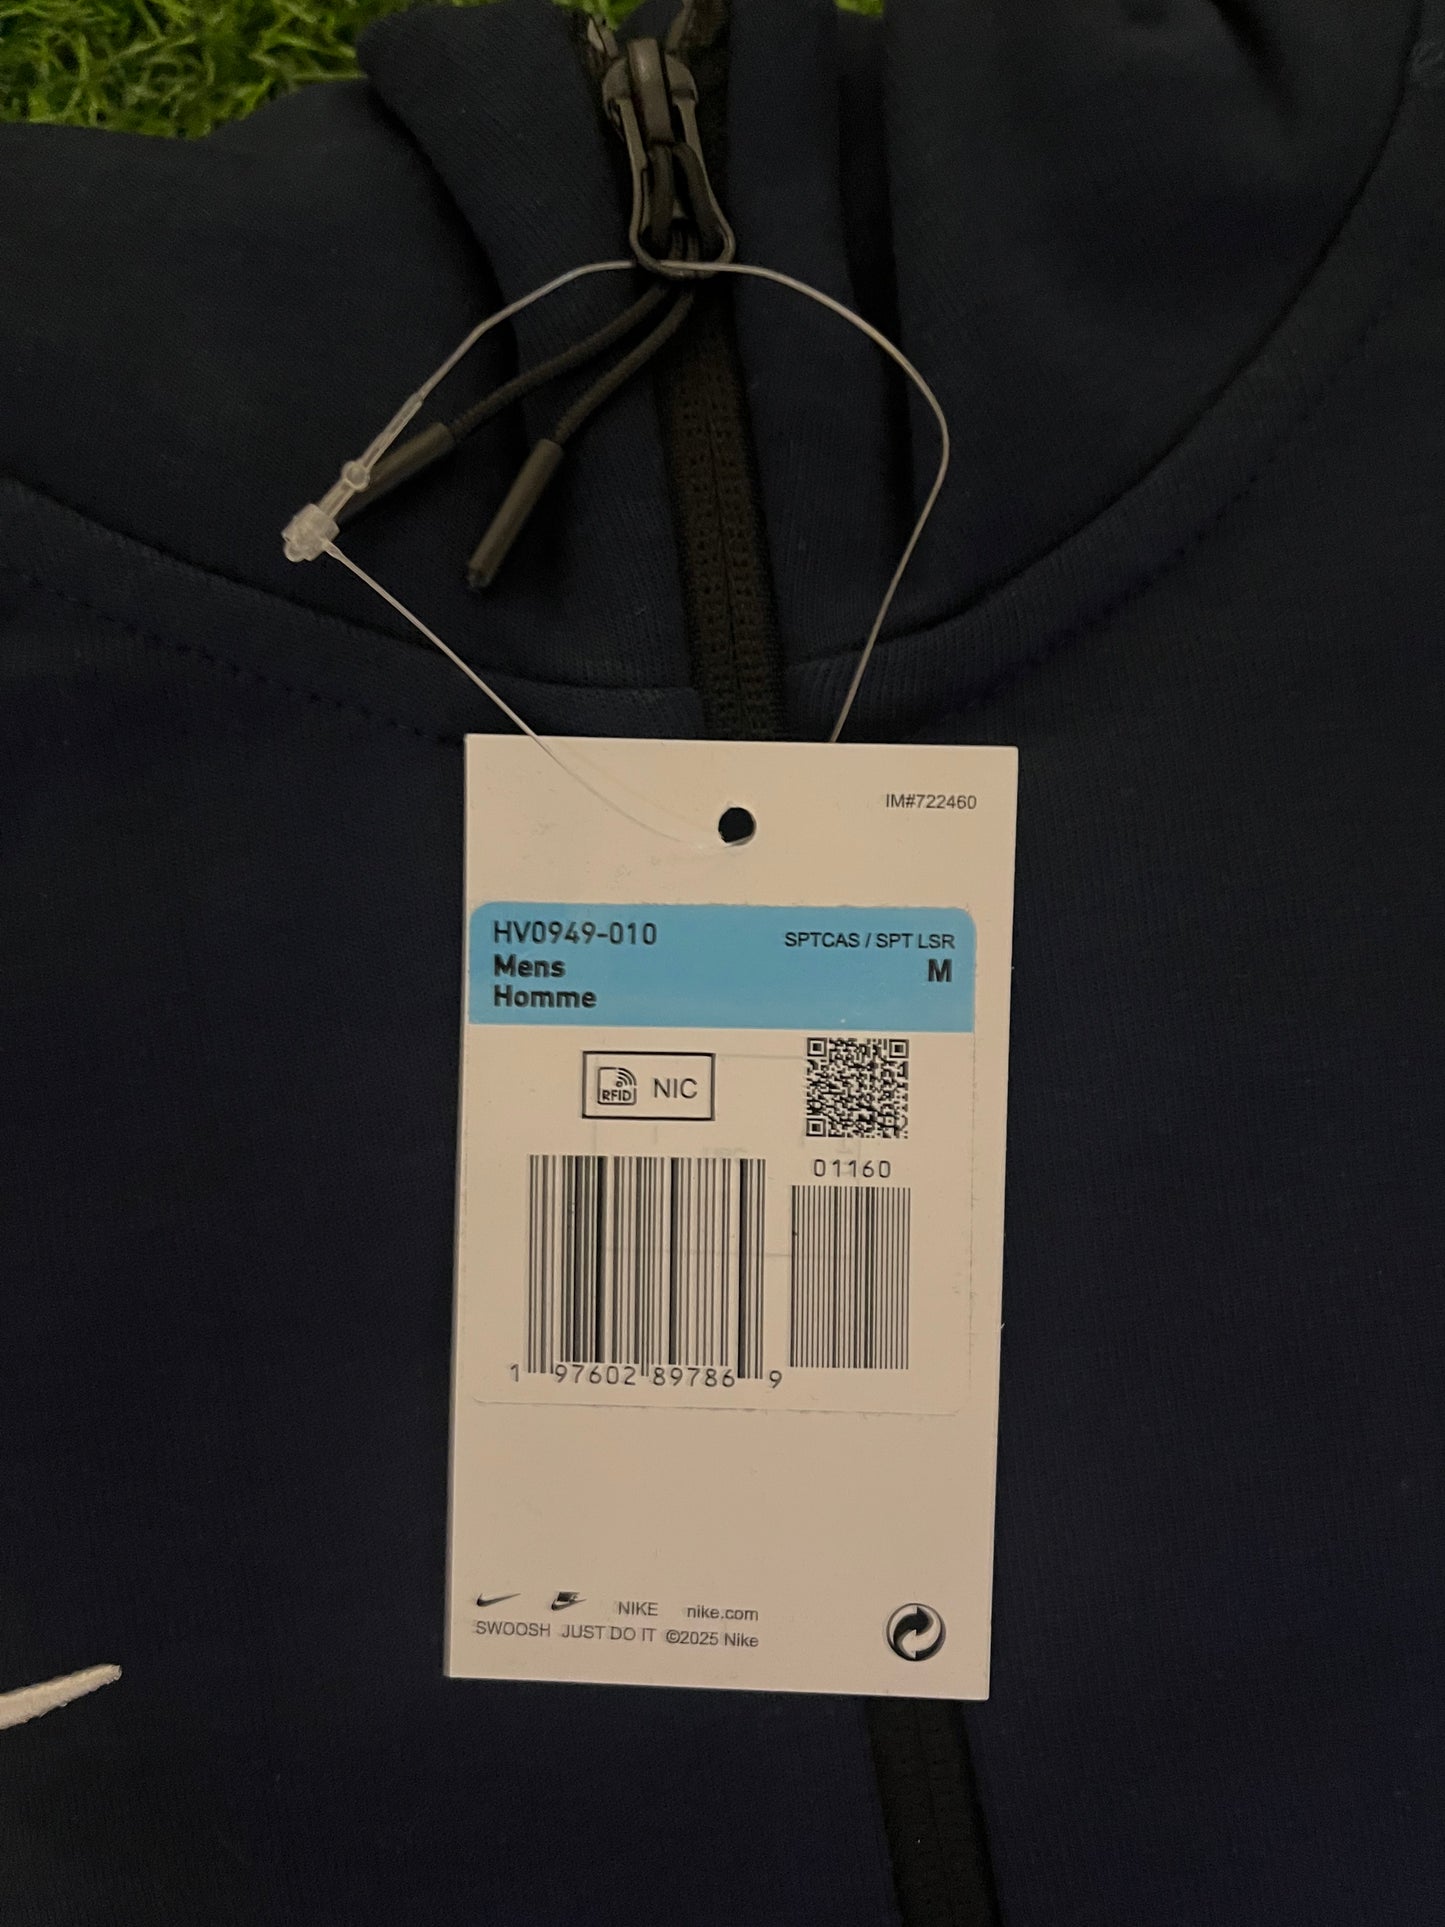 IM#722460
HV0949-010
SPTCAS / SPT LSR
Mens
M
Homme
RFID NIC
01160
1 97602 89786 9
NIKE nike.com
SWOOSH JUST DO IT ©2025 Nike